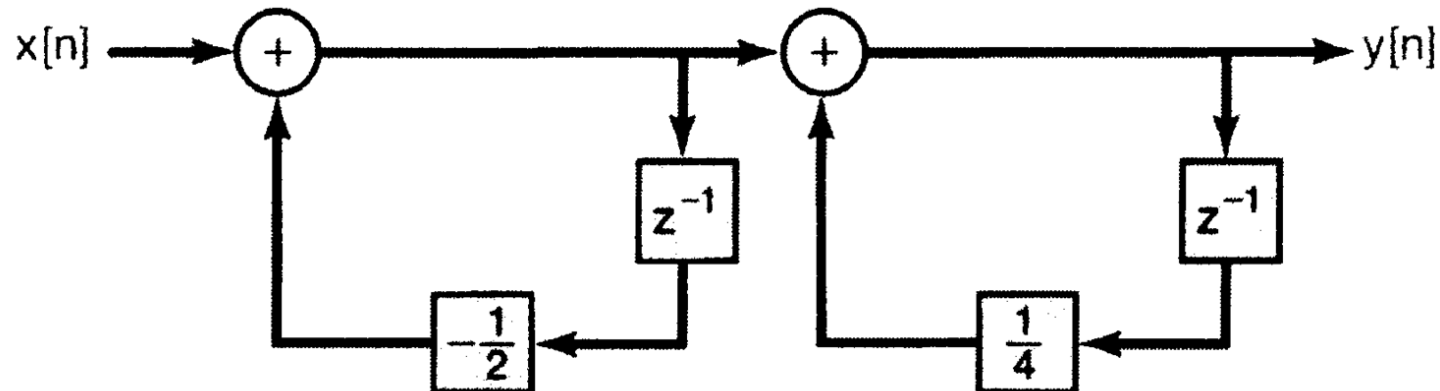 x[n] + + y[n]
z⁻¹ z⁻¹
-1/2 1/4